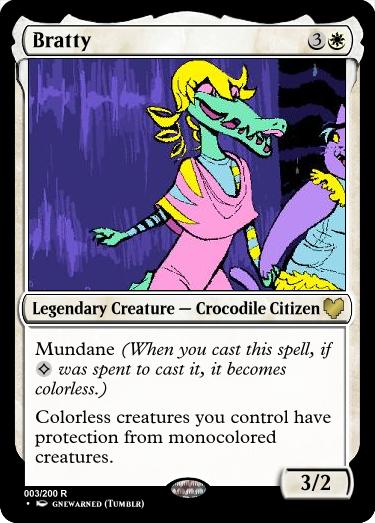 Bratty 3
Legendary Creature — Crocodile Citizen
Mundane (When you cast this spell, if
was spent to cast it, it becomes
colorless.)
Colorless creatures you control have
protection from monocolored
creatures.
3/2
003/200 R
• GNEWARNED (TUMBLR)